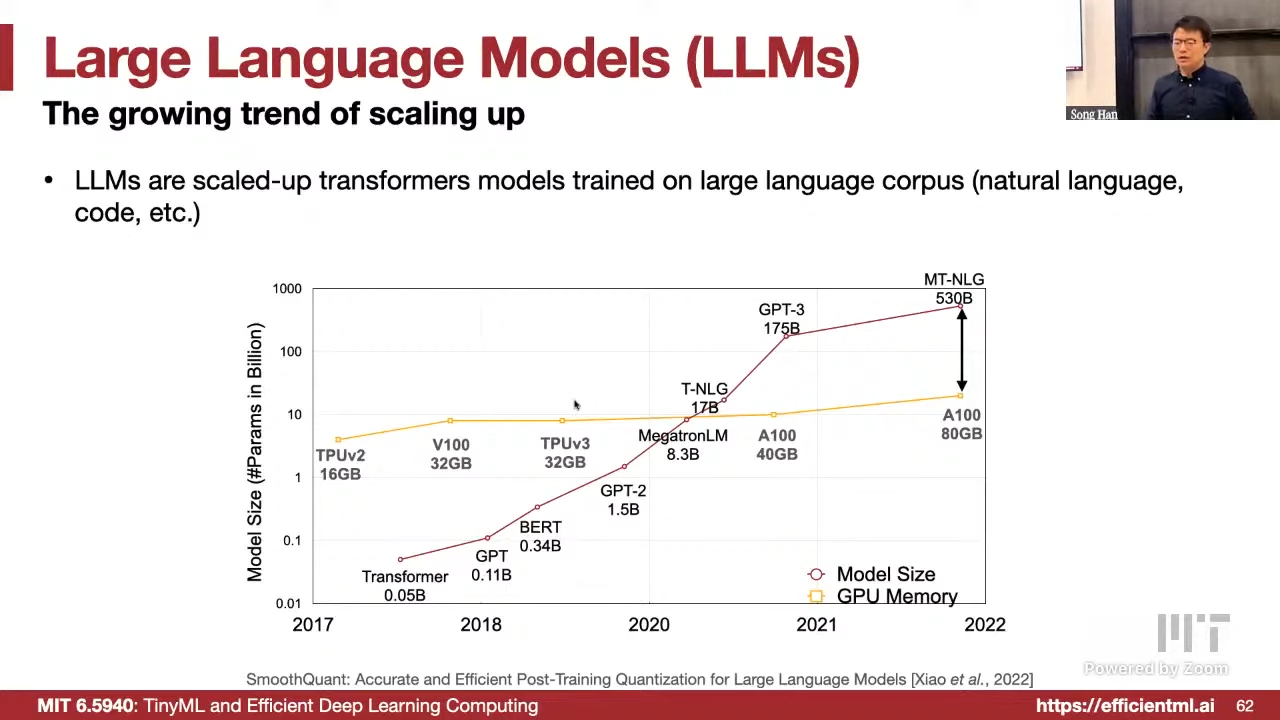 Large Language Models (LLMs)
The growing trend of scaling up
Song Han
• LLMs are scaled-up transformers models trained on large language corpus (natural language,
code, etc.)
Model Size (#Params in Billion)
1000
100
10
1
0.1
0.01
2017
2018
2020
2021
2022
TPUv2
16GB
V100
32GB
TPUv3
32GB
A100
40GB
A100
80GB
Transformer
0.05B
GPT
0.11B
BERT
0.34B
GPT-2
1.5B
MegatronLM
8.3B
T-NLG
17B
GPT-3
175B
MT-NLG
530B
Model Size
GPU Memory
MIT
Powered by Zoom
SmoothQuant: Accurate and Efficient Post-Training Quantization for Large Language Models [Xiao et al., 2022]
MIT 6.5940: TinyML and Efficient Deep Learning Computing
https://efficientml.ai
62